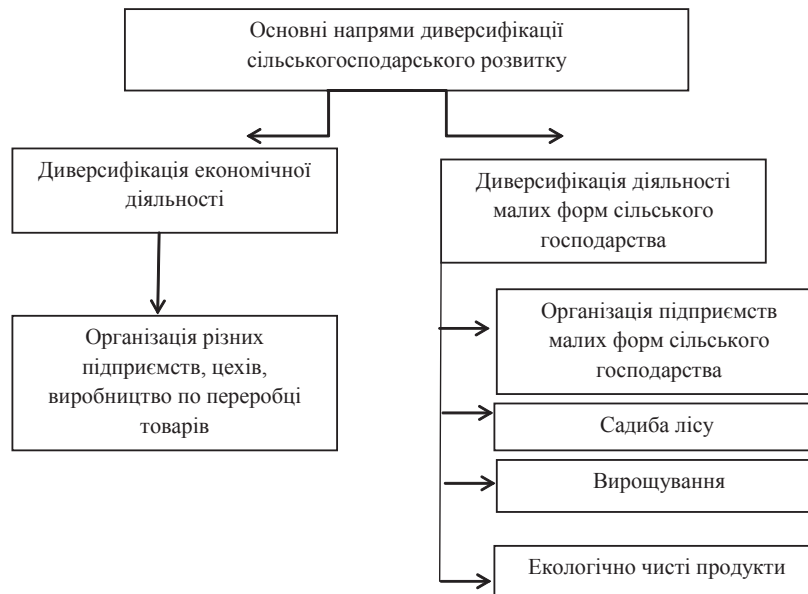 Основні напрями диверсифікації
сільськогосподарського розвитку
Диверсифікація економічної
діяльності
Диверсифікація діяльності
малих форм сільського
господарства
Організація різних
підприємств, цехів,
виробництво по переробці
товарів
Організація підприємств
малих форм сільського
господарства
Садиба лісу
Вирощування
Екологічно чисті продукти